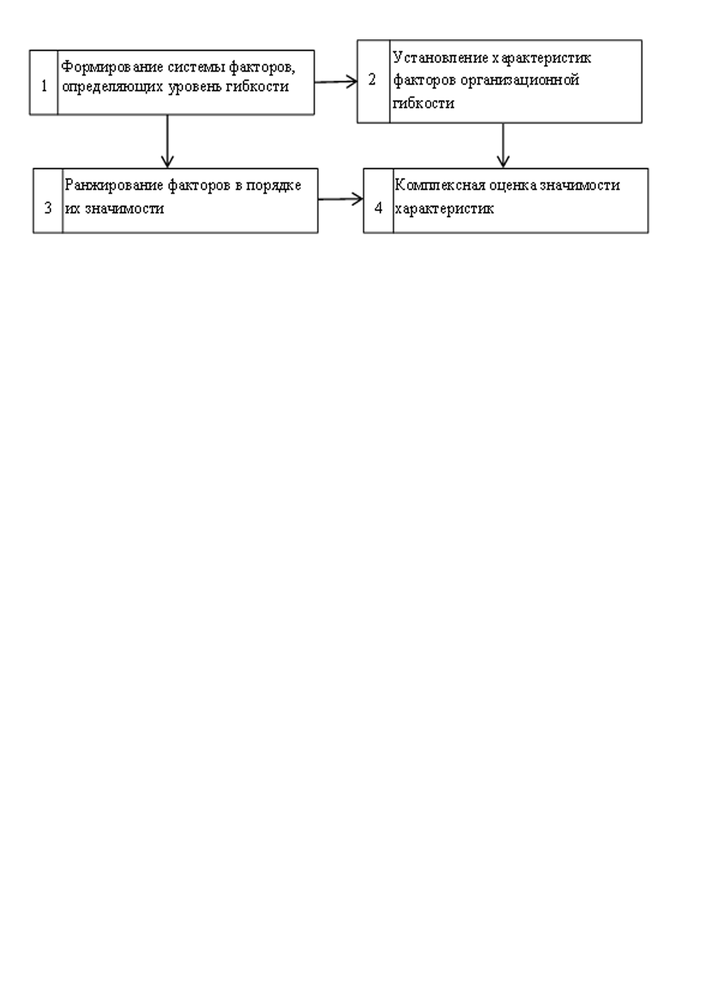 1
Формирование системы факторов,
определяющих уровень гибкости
2
Установление характеристик
факторов организационной
гибкости
3
Ранжирование факторов в порядке
их значимости
4
Комплексная оценка значимости
характеристик